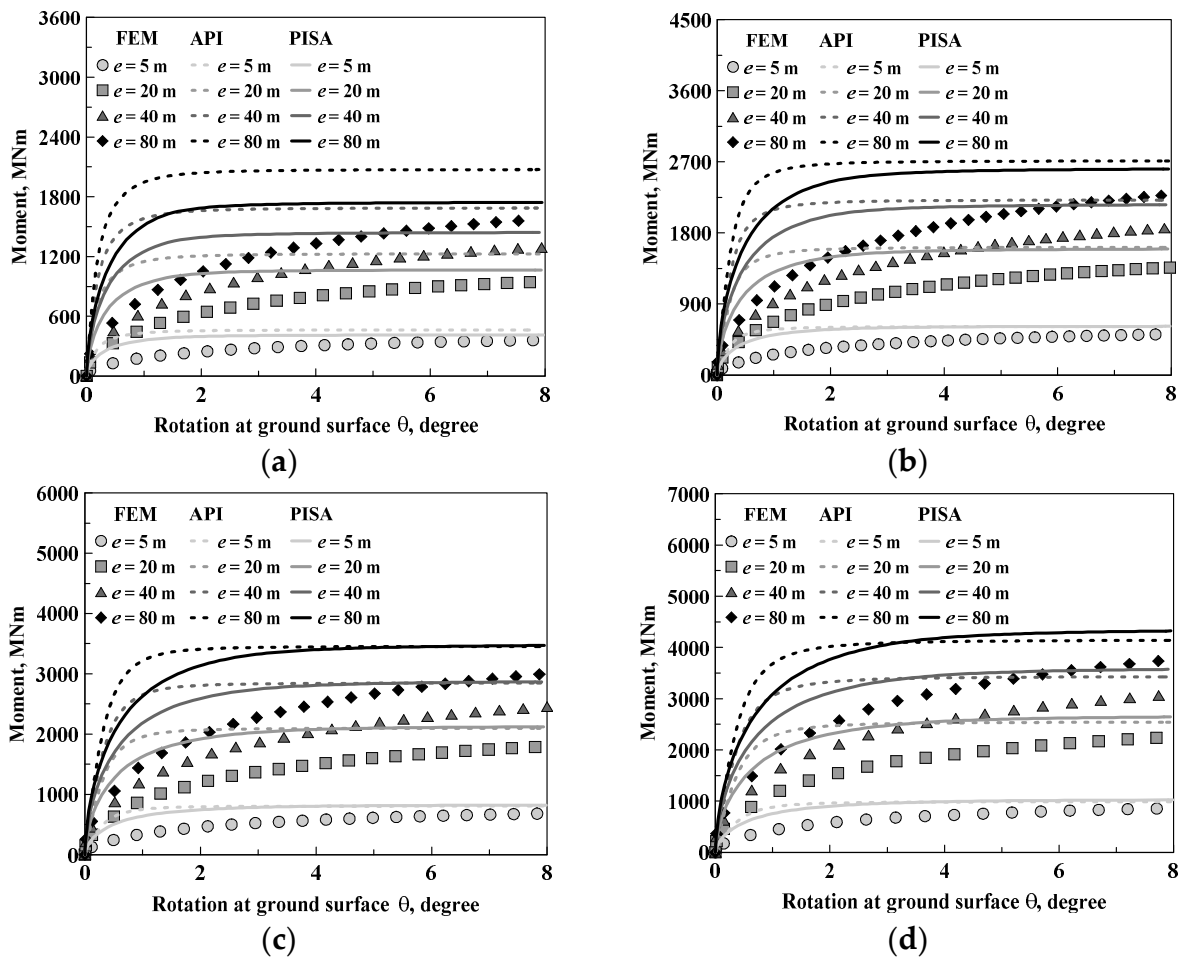 3600
3000
2400
1800
1200
600
0
Moment, MNm
FEM API PISA
e = 5 m e = 5 m e = 5 m
e = 20 m e = 20 m e = 20 m
e = 40 m e = 40 m e = 40 m
e = 80 m e = 80 m e = 80 m
0 2 4 6 8
Rotation at ground surface θ, degree
(a)
4500
3600
2700
1800
900
0
Moment, MNm
FEM API PISA
e = 5 m e = 5 m e = 5 m
e = 20 m e = 20 m e = 20 m
e = 40 m e = 40 m e = 40 m
e = 80 m e = 80 m e = 80 m
0 2 4 6 8
Rotation at ground surface θ, degree
(b)
6000
5000
4000
3000
2000
1000
0
Moment, MNm
FEM API PISA
e = 5 m e = 5 m e = 5 m
e = 20 m e = 20 m e = 20 m
e = 40 m e = 40 m e = 40 m
e = 80 m e = 80 m e = 80 m
0 2 4 6 8
Rotation at ground surface θ, degree
(c)
7000
6000
5000
4000
3000
2000
1000
0
Moment, MNm
FEM API PISA
e = 5 m e = 5 m e = 5 m
e = 20 m e = 20 m e = 20 m
e = 40 m e = 40 m e = 40 m
e = 80 m e = 80 m e = 80 m
0 2 4 6 8
Rotation at ground surface θ, degree
(d)